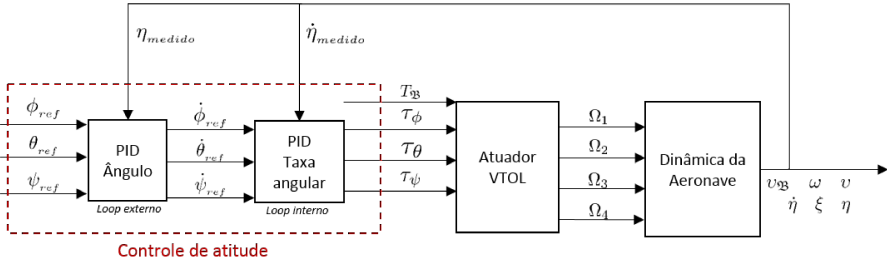 η_medido
η̇_medido
ϕ_ref
θ_ref
ψ_ref
PID
Ângulo
Loop externo
ϕ̇_ref
θ̇_ref
ψ̇_ref
PID
Taxa
angular
Loop interno
T_𝔅
τ_ϕ
τ_θ
τ_ψ
Atuador
VTOL
Ω_1
Ω_2
Ω_3
Ω_4
Dinâmica da
Aeronave
υ_𝔅 ω υ
η̇ ξ η
Controle de atitude